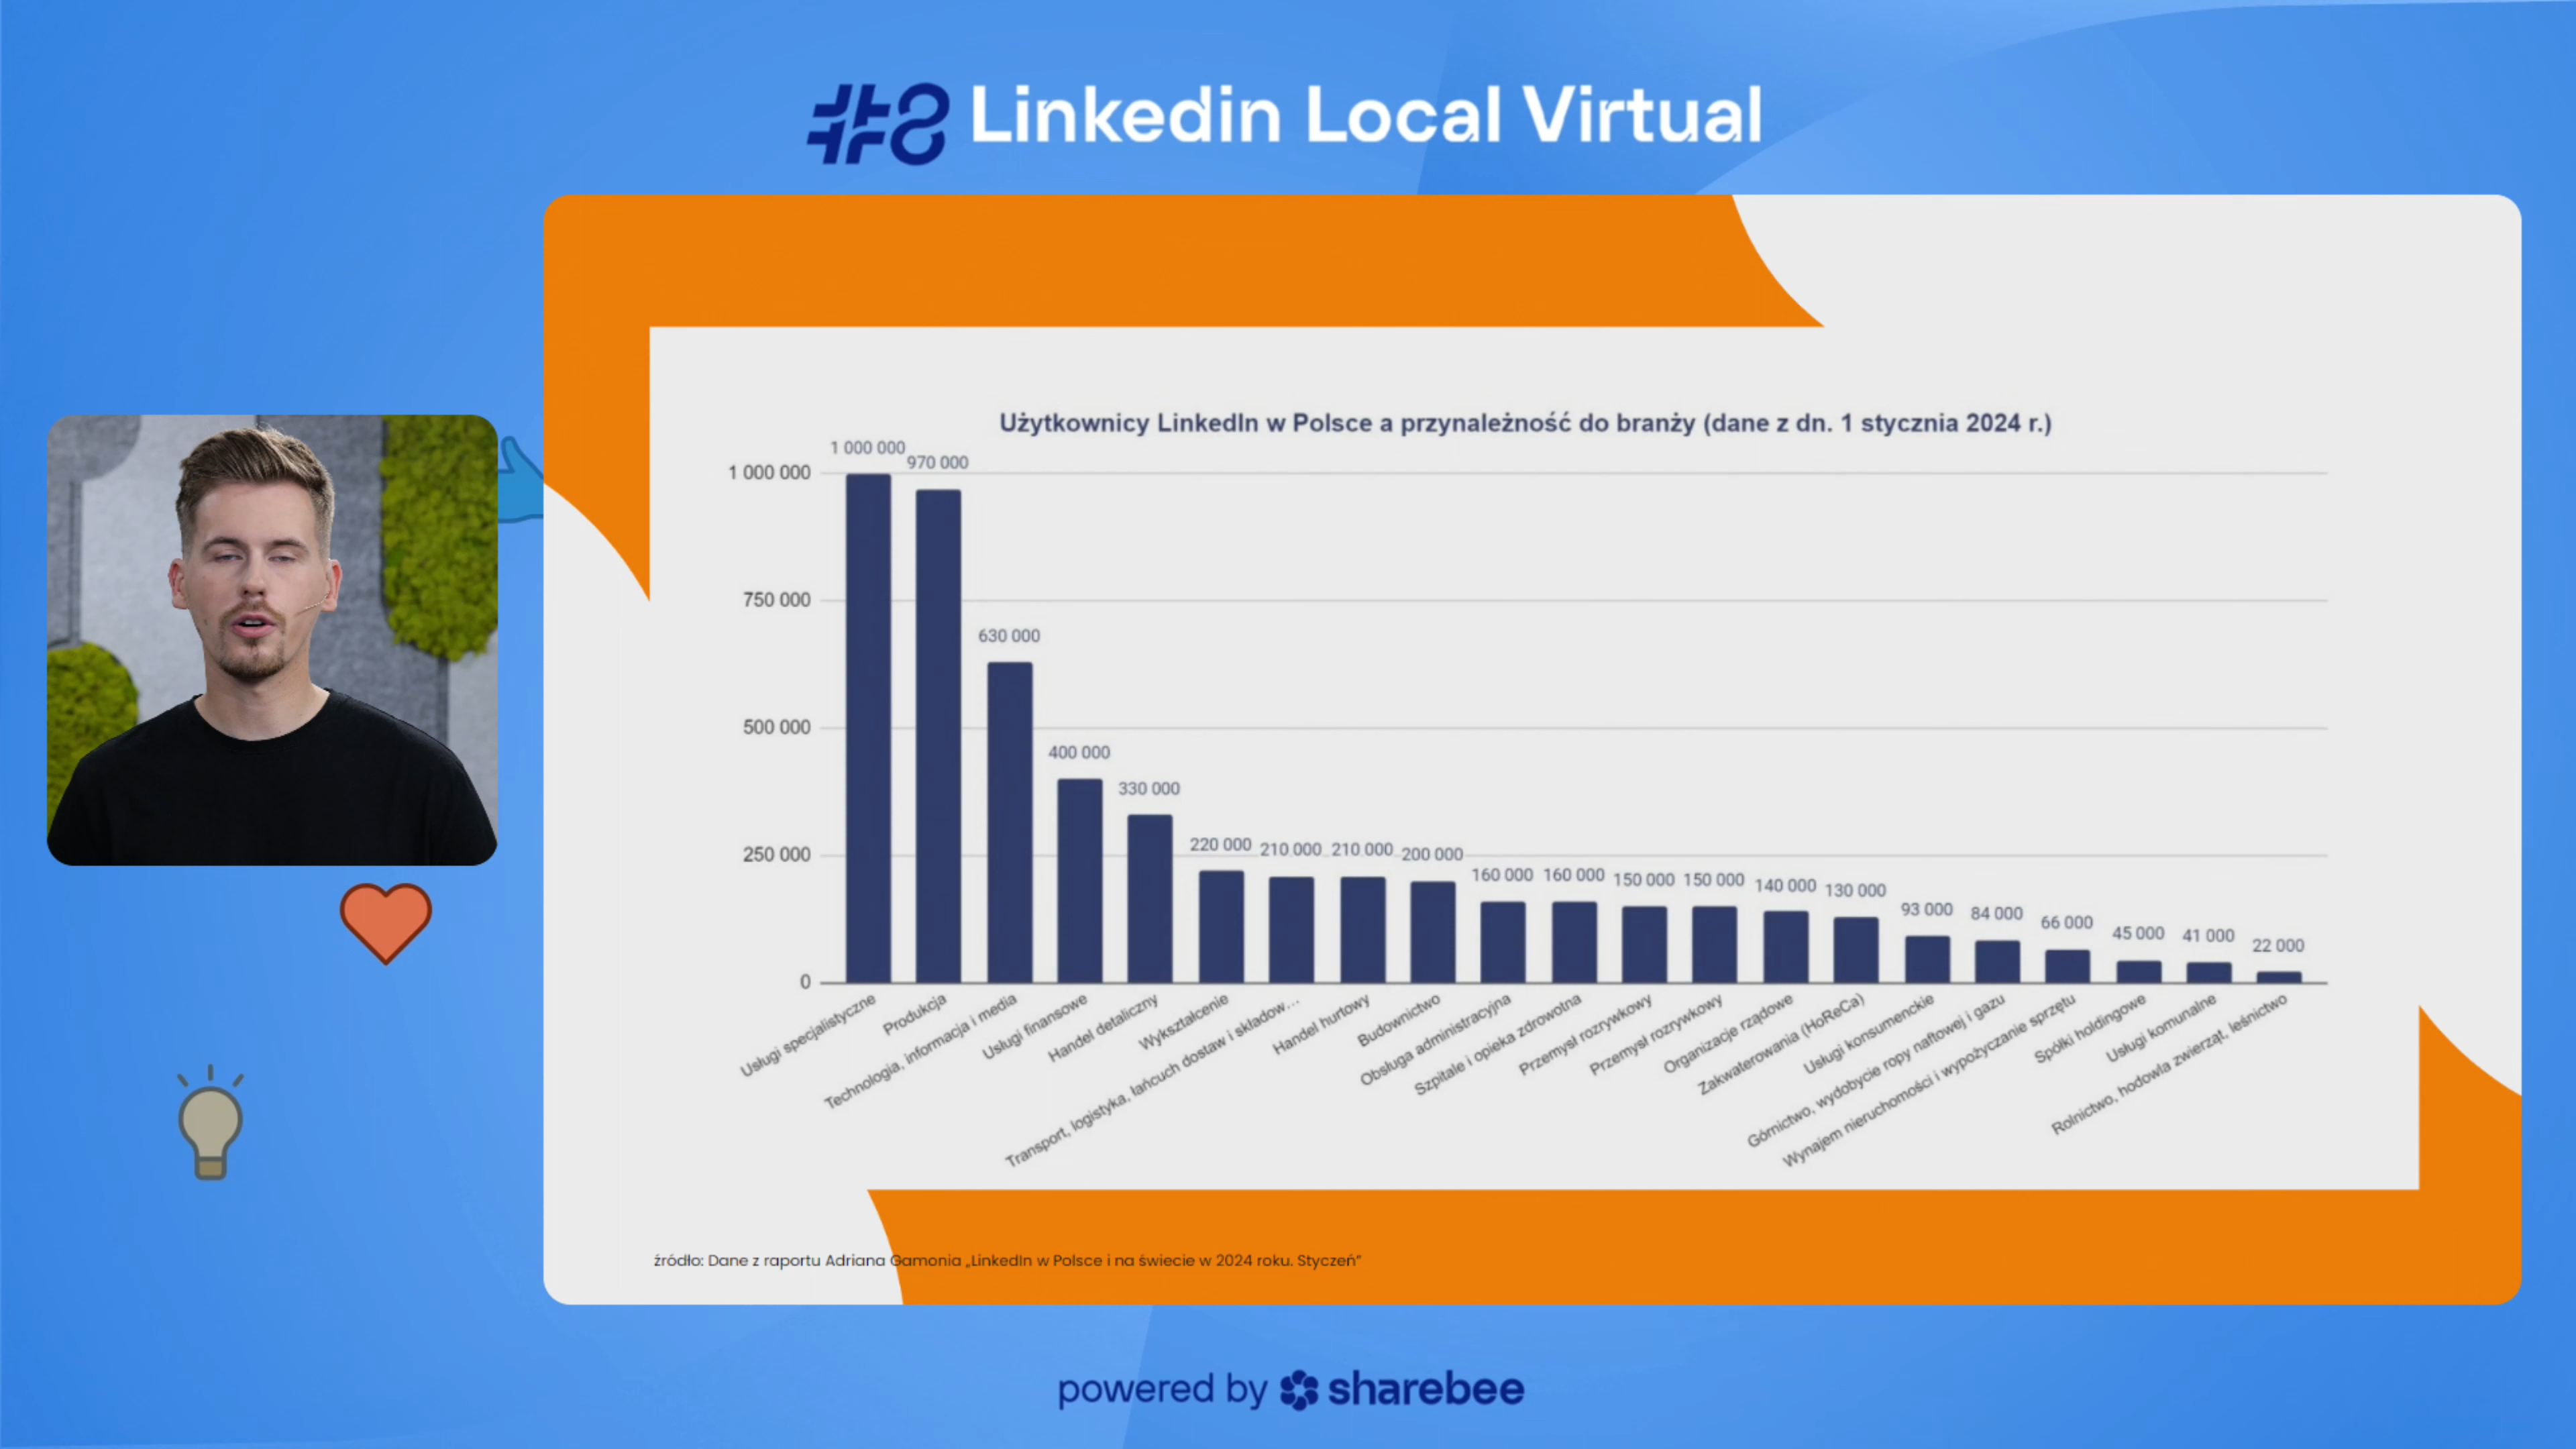 #8 Linkedin Local Virtual
Użytkownicy LinkedIn w Polsce a przynależność do branży (dane z dn. 1 stycznia 2024 r.)
1 000 000
750 000
500 000
250 000
0
1 000 000
970 000
630 000
400 000
330 000
220 000
210 000
210 000
200 000
160 000
160 000
150 000
150 000
140 000
130 000
93 000
84 000
66 000
45 000
41 000
22 000
Usługi specjalistyczne
Produkcja
Technologia, informacja i media
Usługi finansowe
Handel detaliczny
Wykształcenie
Transport, logistyka, łańcuch dostaw i składow...
Handel hurtowy
Budownictwo
Obsługa administracyjna
Szpitale i opieka zdrowotna
Przemysł rozrywkowy
Przemysł rozrywkowy
Organizacje rządowe
Zakwaterowania (HoReCa)
Usługi konsumenckie
Górnictwo, wydobycie ropy naftowej i gazu
Wynajem nieruchomości i wypożyczanie sprzętu
Spółki holdingowe
Usługi komunalne
Rolnictwo, hodowla zwierząt, leśnictwo
źródło: Dane z raportu Adriana Gamonia „LinkedIn w Polsce i na świecie w 2024 roku. Styczeń”
powered by sharebee